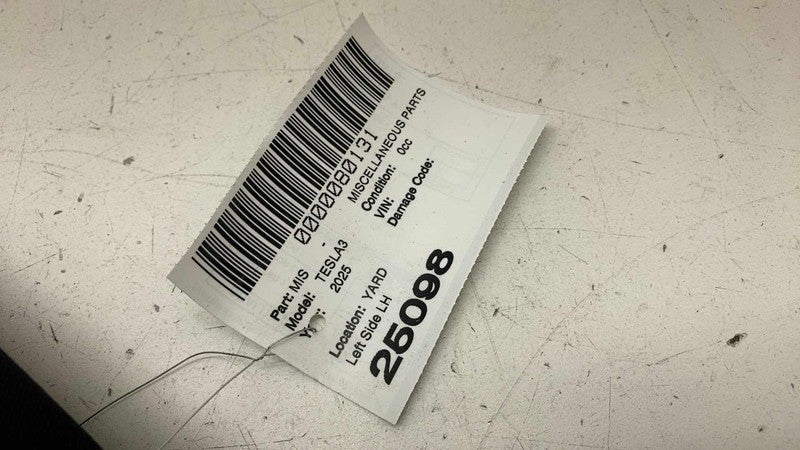 0000080131
Part: MIS - MISCELLANEOUS PARTS
Model: TESLA3 Condition: 0cc
2025 VIN:
Damage Code:
Location: YARD
Left Side LH
25098